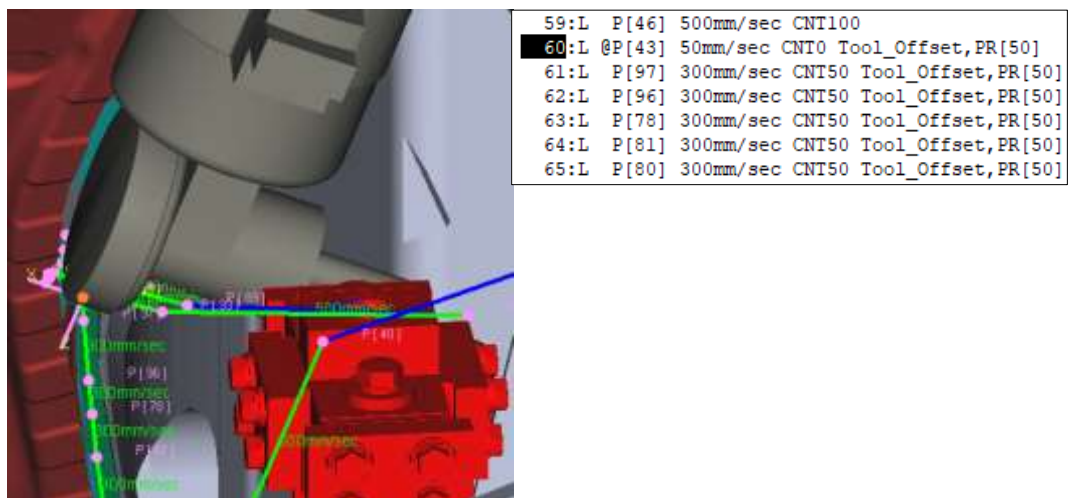 59:L P[46] 500mm/sec CNT100
60:L @P[43] 50mm/sec CNT0 Tool_Offset,PR[50]
61:L P[97] 300mm/sec CNT50 Tool_Offset,PR[50]
62:L P[96] 300mm/sec CNT50 Tool_Offset,PR[50]
63:L P[78] 300mm/sec CNT50 Tool_Offset,PR[50]
64:L P[81] 300mm/sec CNT50 Tool_Offset,PR[50]
65:L P[80] 300mm/sec CNT50 Tool_Offset,PR[50]
P[40]
P[96]
P[78]